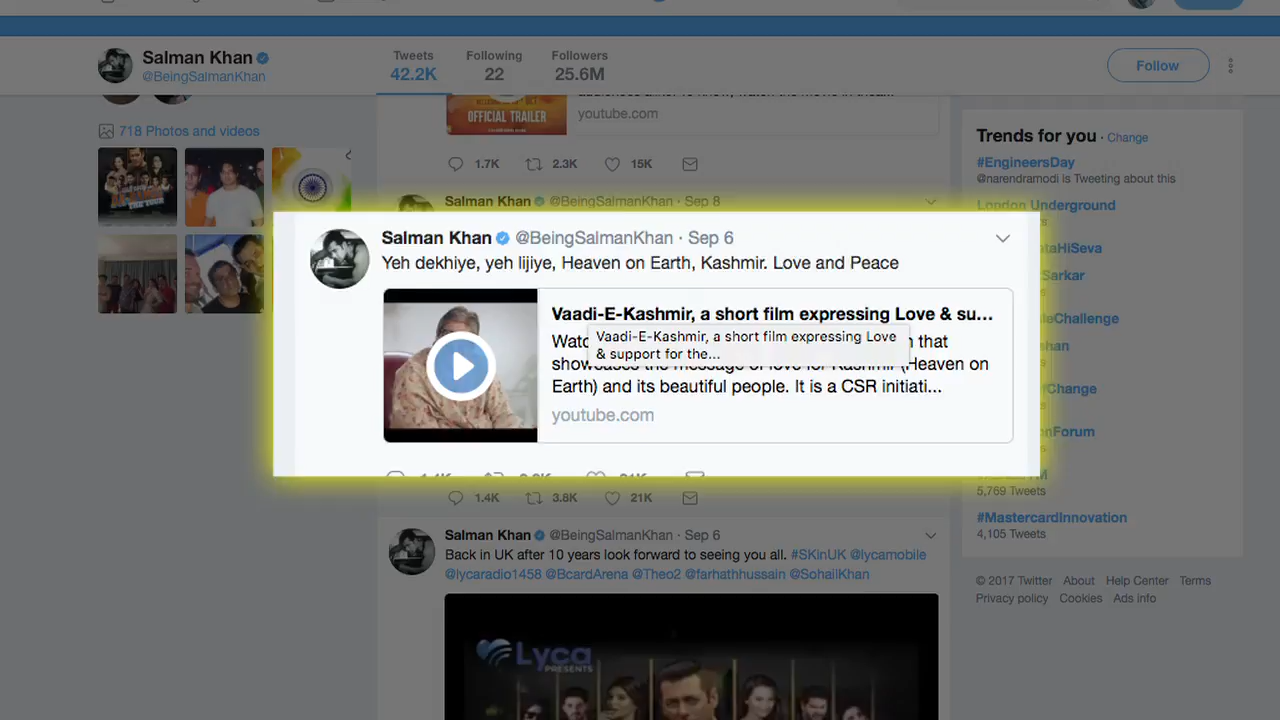 Salman Khan
@BeingSalmanKhan
Tweets
42.2K
Following
22
Followers
25.6M
Follow
718 Photos and videos
OFFICIAL TRAILER
youtube.com
1.7K 2.3K 15K
Salman Khan @BeingSalmanKhan · Sep 8
Salman Khan @BeingSalmanKhan · Sep 6
Yeh dekhiye, yeh lijiye, Heaven on Earth, Kashmir. Love and Peace
Vaadi-E-Kashmir, a short film expressing Love & su...
Vaadi-E-Kashmir, a short film expressing Love
& support for the...
that
(Heaven on
Earth) and its beautiful people. It is a CSR initiati...
youtube.com
1.4K 3.8K 21K
Salman Khan @BeingSalmanKhan · Sep 6
Back in UK after 10 years look forward to seeing you all. #SKinUK @lycamobile
@lycaradio1458 @BcardArena @Theo2 @farhathhussain @SohailKhan
Lyca
PRESENTS
Trends for you · Change
#EngineersDay
@narendramodi is Tweeting about this
London Underground
5,769 Tweets
#MastercardInnovation
4,105 Tweets
© 2017 Twitter About Help Center Terms
Privacy policy Cookies Ads info